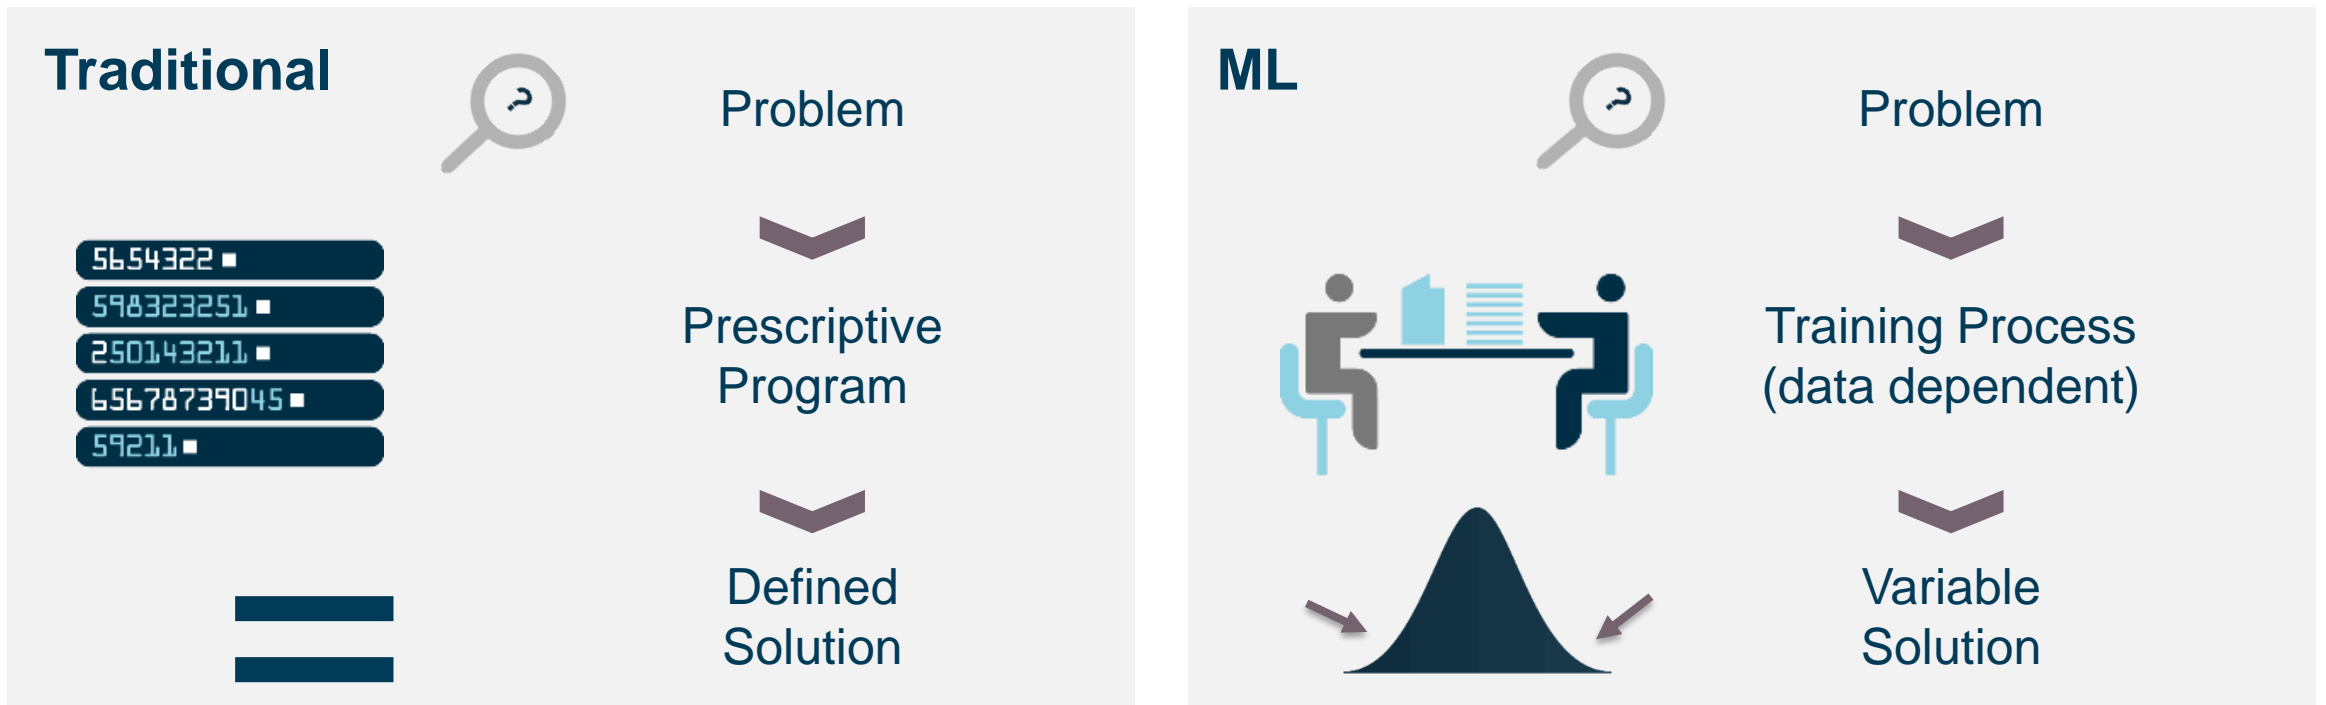 Traditional
?
Problem
5654322
598323251
250143211
65678739045
59211
Prescriptive
Program
Defined
Solution
ML
?
Problem
Training Process
(data dependent)
Variable
Solution